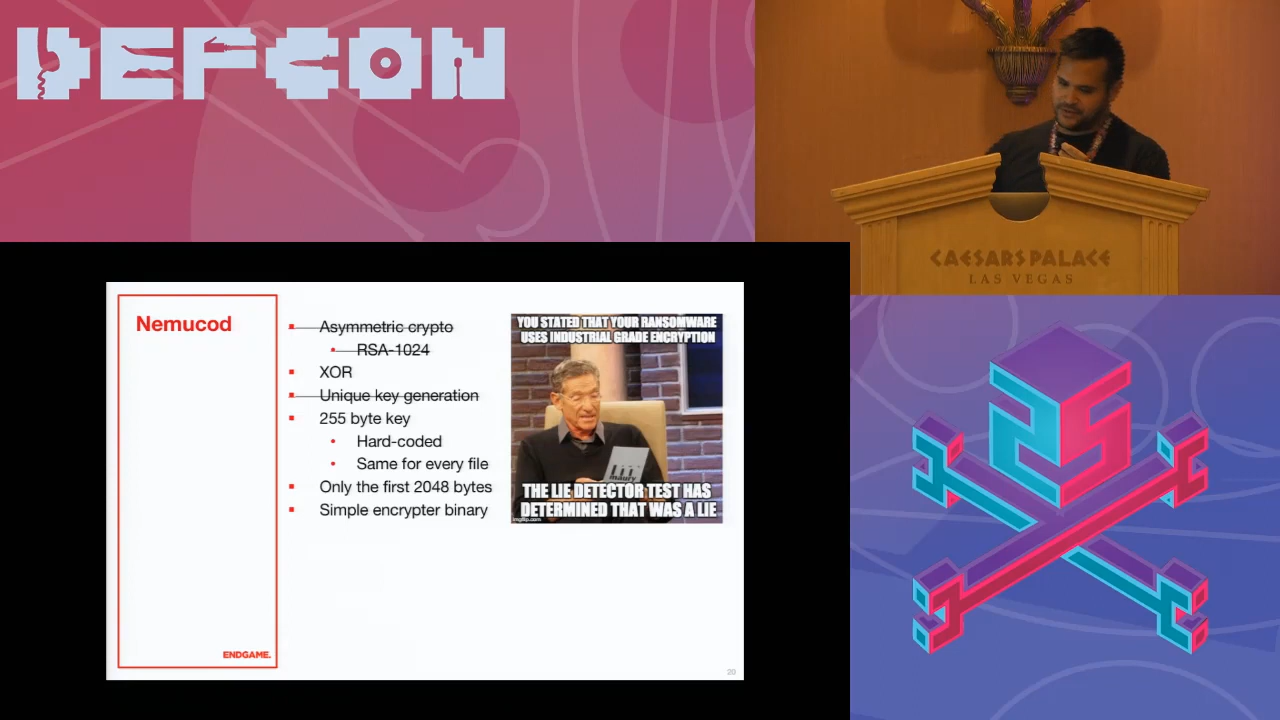 DEFCON
CAESARS PALACE
LAS VEGAS
Nemucod
Asymmetric crypto
RSA-1024
XOR
Unique key generation
255 byte key
Hard-coded
Same for every file
Only the first 2048 bytes
Simple encrypter binary
YOU STATED THAT YOUR RANSOMWARE
USES INDUSTRIAL GRADE ENCRYPTION
THE LIE DETECTOR TEST HAS
DETERMINED THAT WAS A LIE
imgflip.com
ENDGAME.
20
25